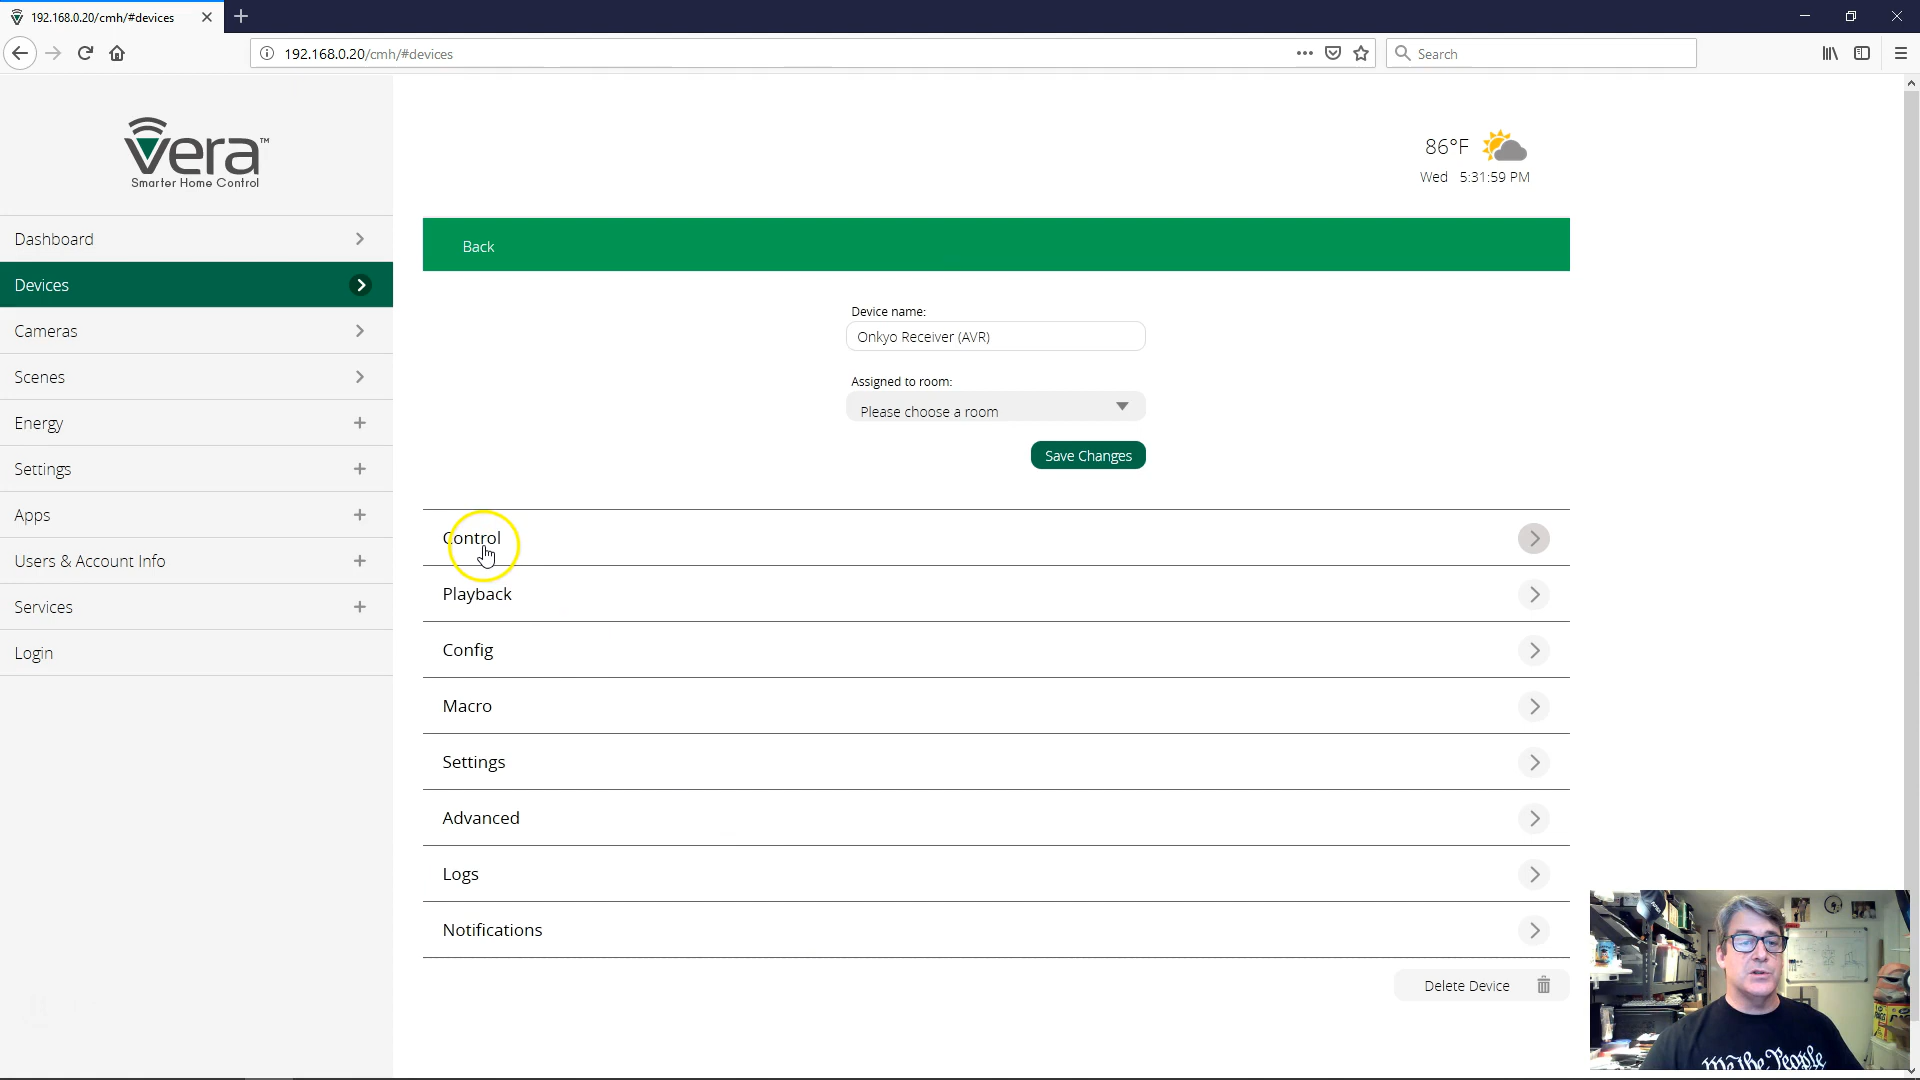 192.168.0.20/cmh/#devices
192.168.0.20/cmh/#devices
Search
vera™
Smarter Home Control
86°F
Wed 5:31:59 PM
Dashboard
Devices
Cameras
Scenes
Energy
Settings
Apps
Users & Account Info
Services
Login
Back
Device name:
Onkyo Receiver (AVR)
Assigned to room:
Please choose a room
Save Changes
Control
Playback
Config
Macro
Settings
Advanced
Logs
Notifications
Delete Device
We the People